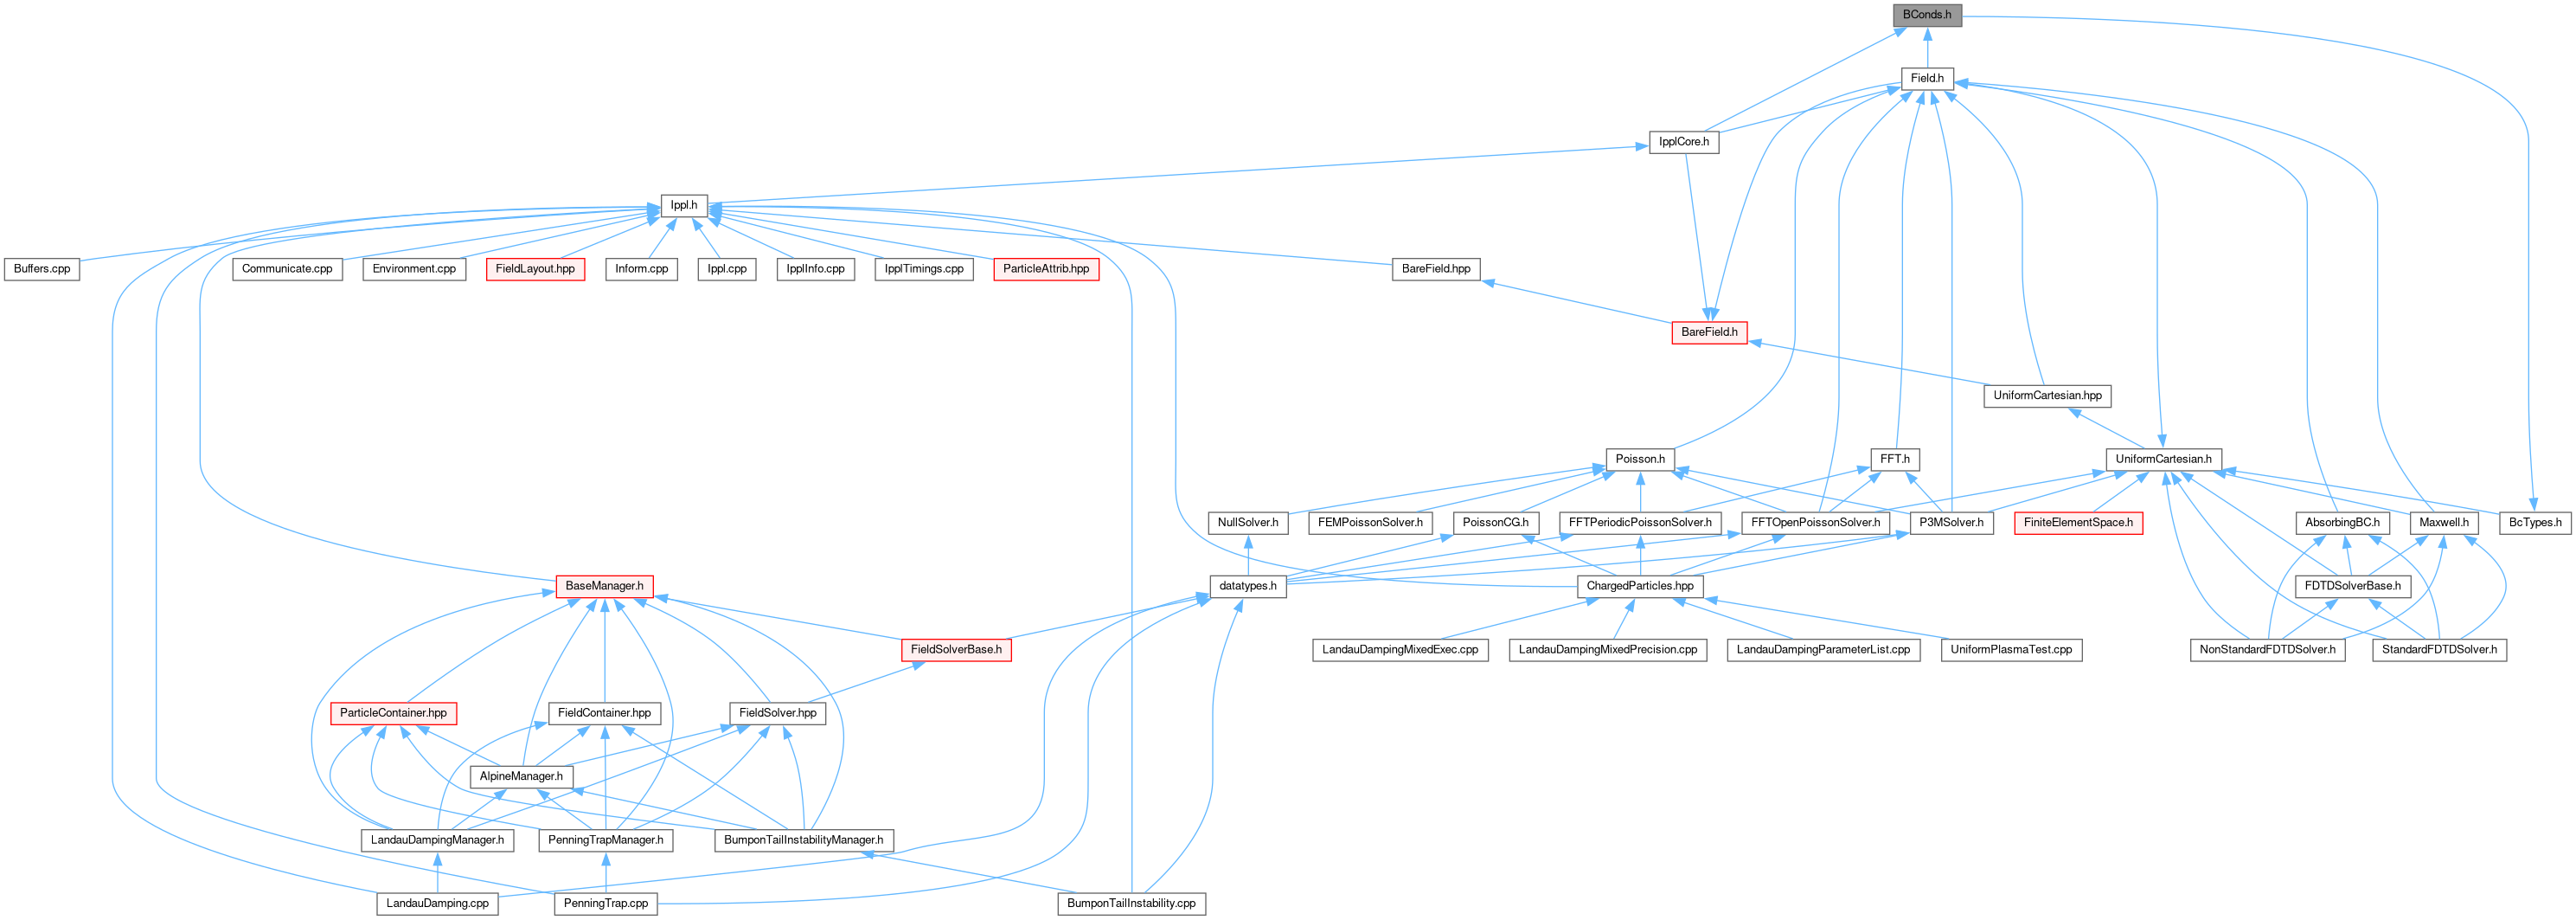 BConds.h
Field.h
IpplCore.h
Ippl.h
Buffers.cpp
Communicate.cpp
Environment.cpp
FieldLayout.hpp
Inform.cpp
Ippl.cpp
IpplInfo.cpp
IpplTimings.cpp
ParticleAttrib.hpp
BareField.hpp
BareField.h
UniformCartesian.hpp
Poisson.h
FFT.h
UniformCartesian.h
NullSolver.h
FEMPoissonSolver.h
PoissonCG.h
FFTPeriodicPoissonSolver.h
FFTOpenPoissonSolver.h
P3MSolver.h
FiniteElementSpace.h
AbsorbingBC.h
Maxwell.h
BcTypes.h
BaseManager.h
datatypes.h
ChargedParticles.hpp
FDTDSolverBase.h
FieldSolverBase.h
LandauDampingMixedExec.cpp
LandauDampingMixedPrecision.cpp
LandauDampingParameterList.cpp
UniformPlasmaTest.cpp
NonStandardFDTDSolver.h
StandardFDTDSolver.h
ParticleContainer.hpp
FieldContainer.hpp
FieldSolver.hpp
AlpineManager.h
LandauDampingManager.h
PenningTrapManager.h
BumponTailInstabilityManager.h
LandauDamping.cpp
PenningTrap.cpp
BumponTailInstability.cpp